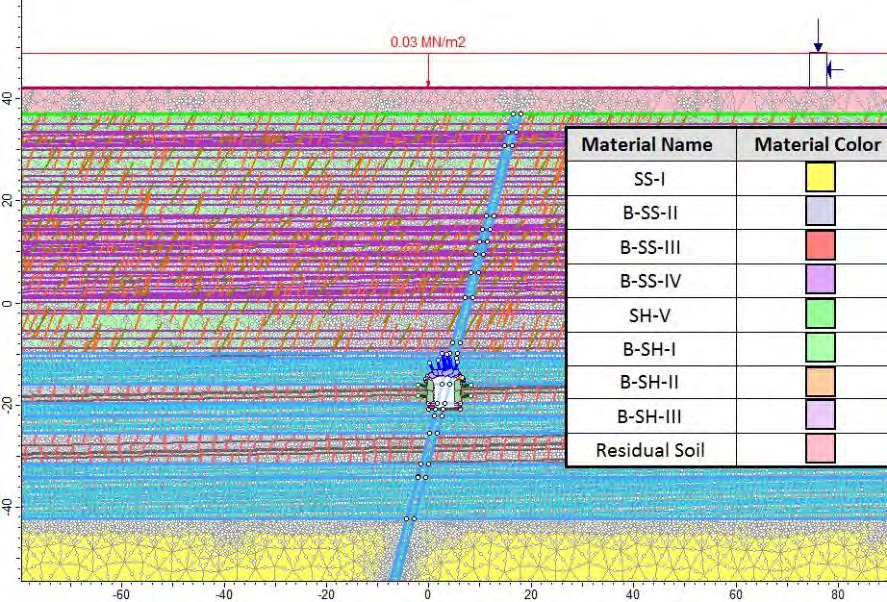 0.03 MN/m2
40
20
0
-20
-40
Material Name Material Color
SS-I
B-SS-II
B-SS-III
B-SS-IV
SH-V
B-SH-I
B-SH-II
B-SH-III
Residual Soil
-60 -40 -20 0 20 40 60 80